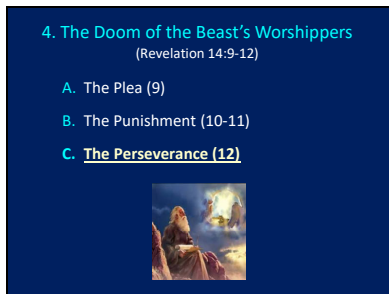 4. The Doom of the Beast’s Worshippers
(Revelation 14:9-12)
A. The Plea (9)
B. The Punishment (10-11)
C. The Perseverance (12)